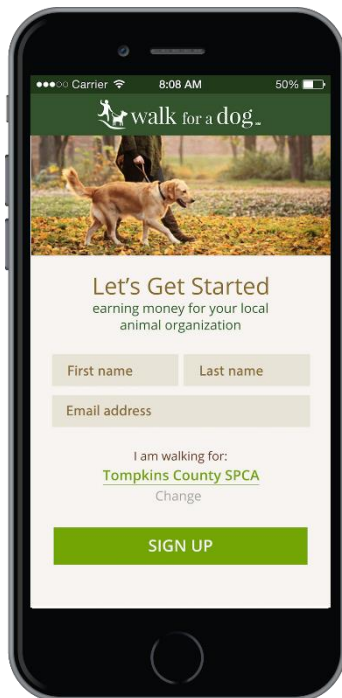 Carrier 8:08 AM 50%
walk for a dog
Let's Get Started
earning money for your local
animal organization
First name Last name
Email address
I am walking for:
Tompkins County SPCA
Change
SIGN UP